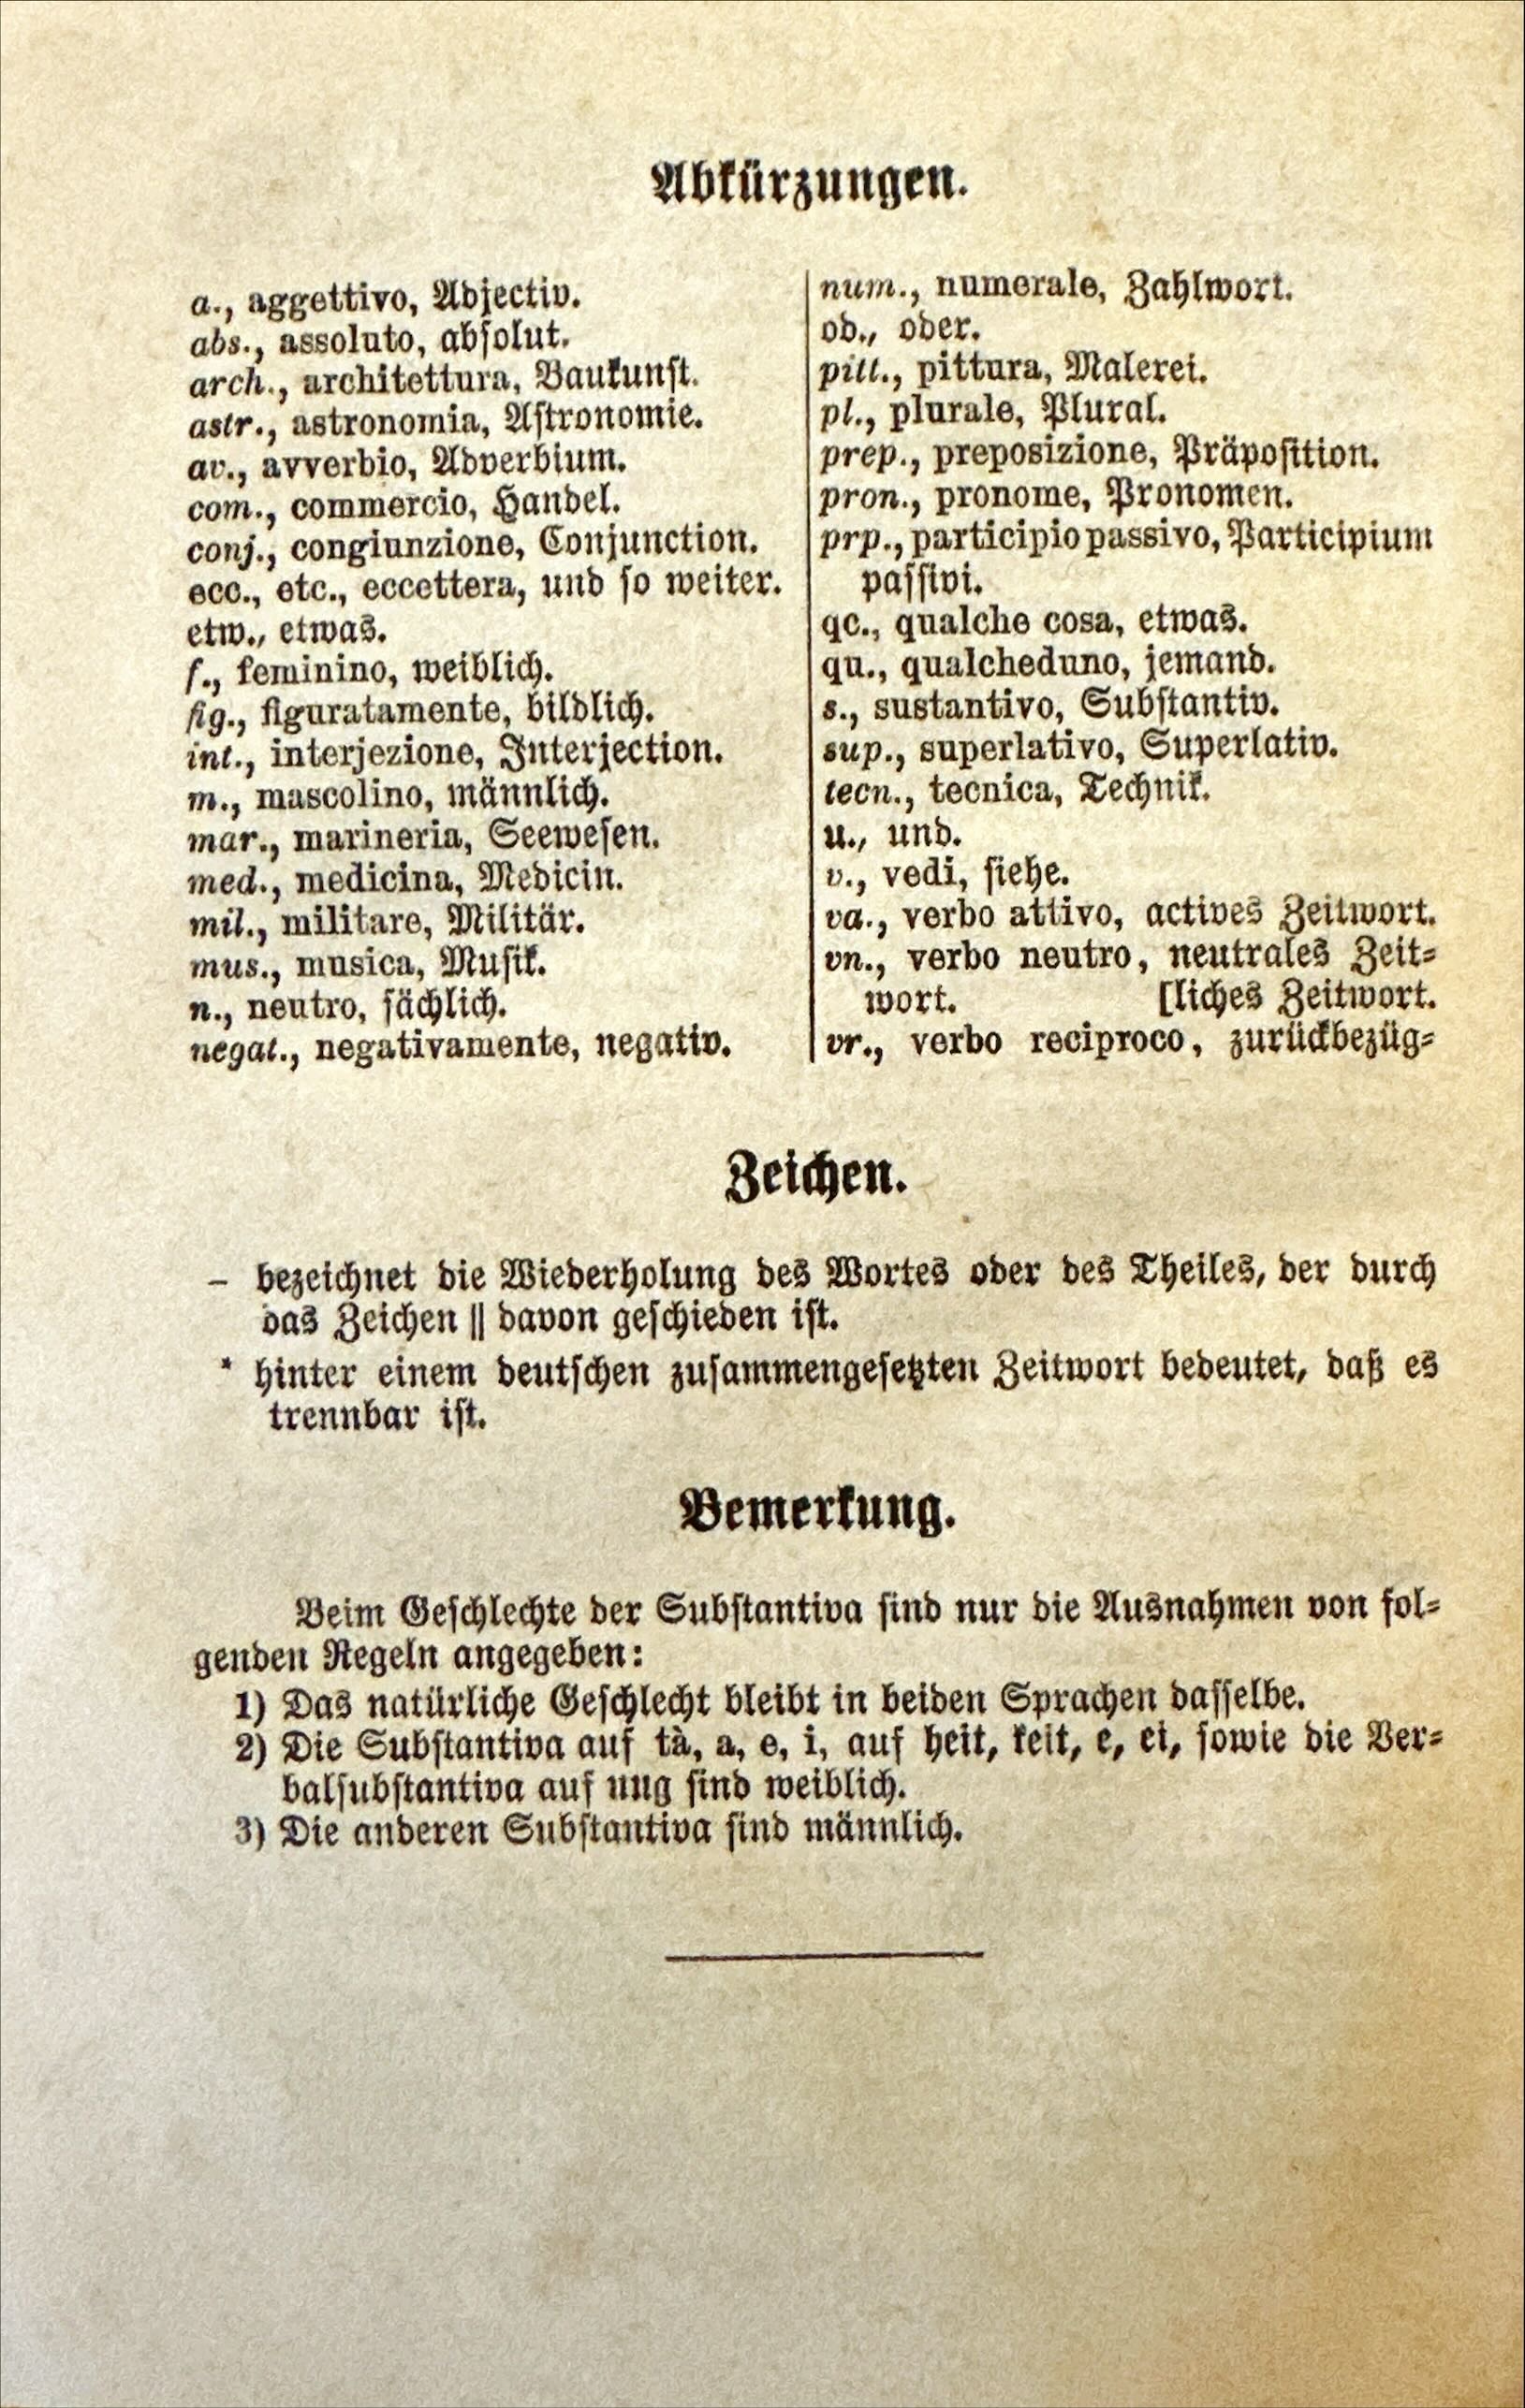 Abkürzungen.
a., aggettivo, Adjectiv.
abs., assoluto, absolut.
arch., architettura, Baukunst.
astr., astronomia, Astronomie.
av., avverbio, Adverbium.
com., commercio, Handel.
conj., congiunzione, Conjunction.
ecc., etc., eccettera, und so weiter.
etw., etwas.
f., feminino, weiblich.
fig., figuratamente, bildlich.
int., interjezione, Interjection.
m., mascolino, männlich.
mar., marineria, Seewesen.
med., medicina, Medicin.
mil., militare, Militär.
mus., musica, Musik.
n., neutro, sächlich.
negat., negativamente, negativ.
num., numerale, Zahlwort.
od., oder.
pitt., pittura, Malerei.
pl., plurale, Plural.
prep., preposizione, Präposition.
pron., pronome, Pronomen.
prp., participio passivo, Participium
passivi.
qc., qualche cosa, etwas.
qu., qualcheduno, jemand.
s., sustantivo, Substantiv.
sup., superlativo, Superlativ.
tecn., tecnica, Technik.
u., und.
v., vedi, siehe.
va., verbo attivo, actives Zeitwort.
vn., verbo neutro, neutrales Zeit-
wort. [liches Zeitwort.
vr., verbo reciproco, zurückbezüg-
Zeichen.
– bezeichnet die Wiederholung des Wortes oder des Theiles, der durch
das Zeichen || davon geschieden ist.
* hinter einem deutschen zusammengesetzten Zeitwort bedeutet, daß es
trennbar ist.
Bemerkung.
Beim Geschlechte der Substantiva sind nur die Ausnahmen von fol-
genden Regeln angegeben:
1) Das natürliche Geschlecht bleibt in beiden Sprachen dasselbe.
2) Die Substantiva auf tà, a, e, i, auf heit, keit, e, ei, sowie die Ver-
balsubstantiva auf ung sind weiblich.
3) Die anderen Substantiva sind männlich.